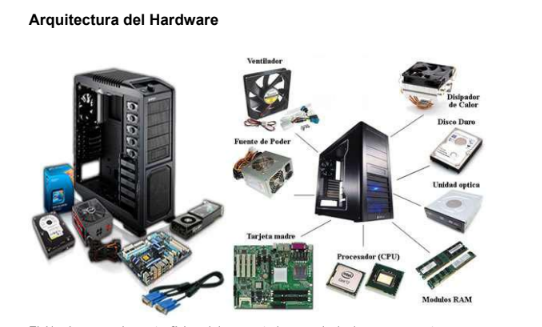 Arquitectura del Hardware
Ventilador
Disipador
de Calor
Disco Duro
Fuente de Poder
Unidad optica
Tarjeta madre
Procesador (CPU)
Modulos RAM